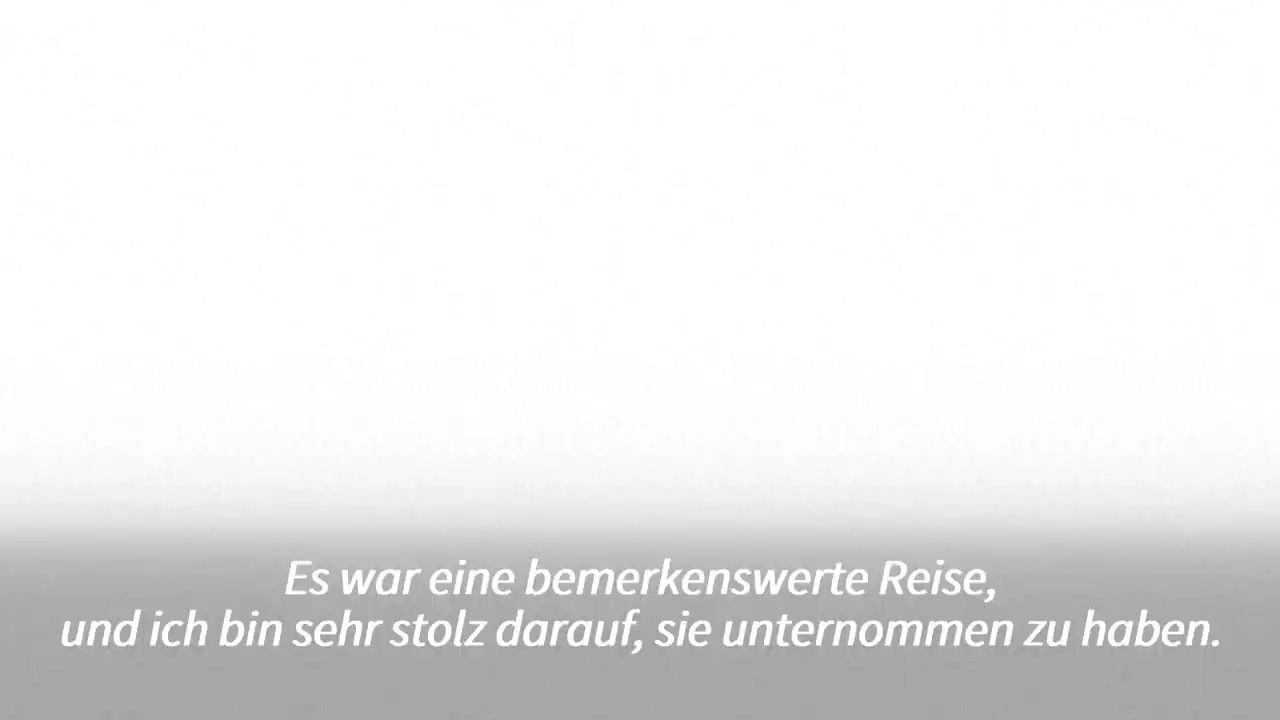 Es war eine bemerkenswerte Reise,
und ich bin sehr stolz darauf, sie unternommen zu haben.